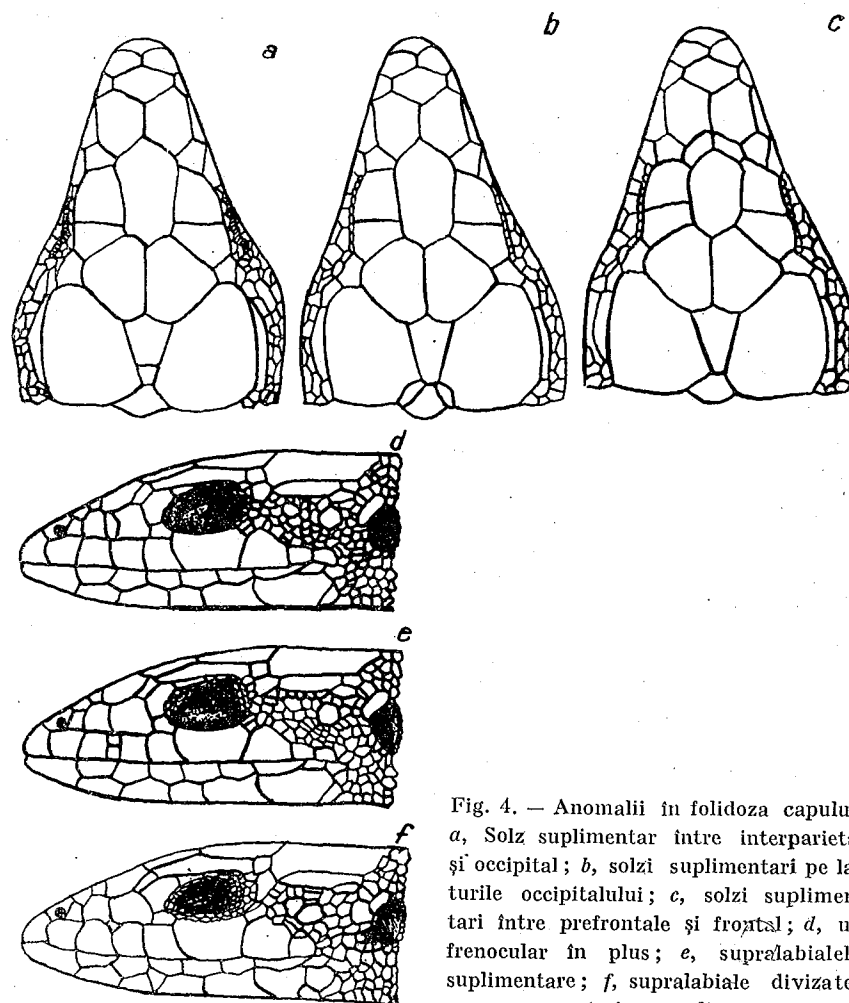 a
b
c
d
e
f
Fig. 4. — Anomalii în folidoza capulu
a, Solz suplimentar între interpariet
și occipital ; b, solzi suplimentari pe la
turile occipitalului ; c, solzi suplimen
tari între prefrontale și frontal ; d, u
frenocular în plus ; e, supralabialel
suplimentare ; f, supralabiale divizate